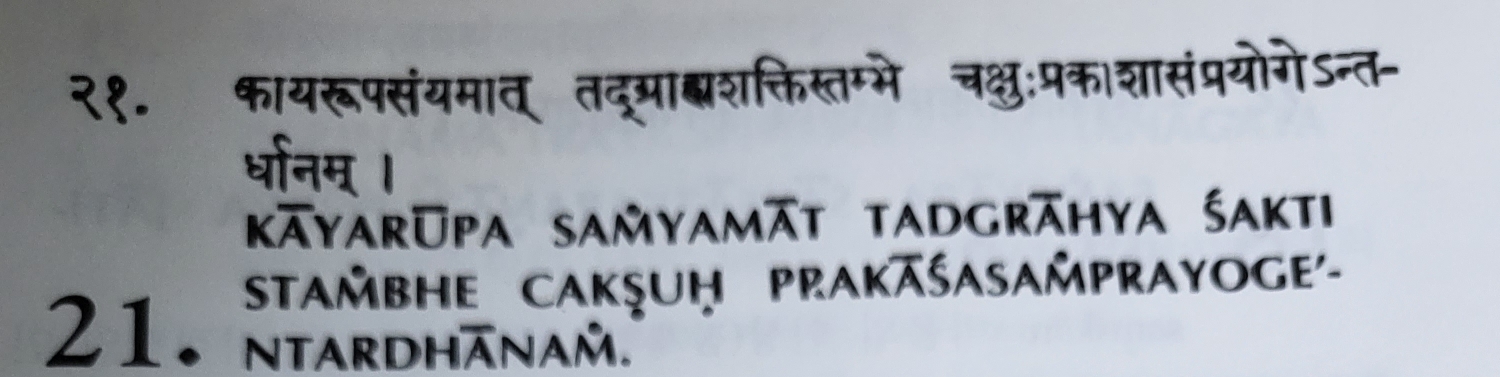 २१. कायरूपसंयमात् तद्ग्राह्यशक्तिस्तम्भे चक्षुःप्रकाशासंप्रयोगेऽन्त-
र्धानम् ।
KĀYARŪPA SAṀYAMĀT TADGRĀHYA ŚAKTI
STAṀBHE CAKṢUḤ PRAKĀŚASAṀPRAYOGE'-
21. NTARDHĀNAṀ.